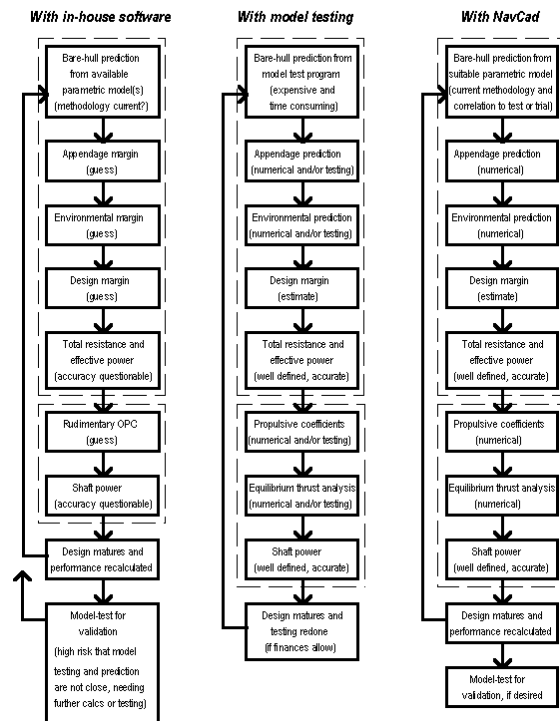 With in-house software
Bare-hull prediction
from available
parametric model(s)
(methodology current?)
Appendage margin
(guess)
Environmental margin
(guess)
Design margin
(guess)
Total resistance and
effective power
(accuracy questionable)
Rudimentary OPC
(guess)
Shaft power
(accuracy questionable)
Design matures and
performance recalculated
Model-test for
validation
(high risk that model
testing and prediction
are not close, needing
further calcs or testing)
With model testing
Bare-hull prediction from
model test program
(expensive and
time consuming)
Appendage prediction
(numerical and/or testing)
Environmental prediction
(numerical and/or testing)
Design margin
(estimate)
Total resistance and
effective power
(well defined, accurate)
Propulsive coefficients
(numerical and/or testing)
Equilibrium thrust analysis
(numerical and/or testing)
Shaft power
(well defined, accurate)
Design matures and
testing redone
(if finances allow)
With NavCad
Bare-hull prediction from
suitable parametric model
(current methodology and
correlation to test or trial)
Appendage prediction
(numerical)
Environmental prediction
(numerical)
Design margin
(estimate)
Total resistance and
effective power
(well defined, accurate)
Propulsive coefficients
(numerical)
Equilibrium thrust analysis
(numerical)
Shaft power
(well defined, accurate)
Design matures and
performance recalculated
Model-test for
validation, if desired